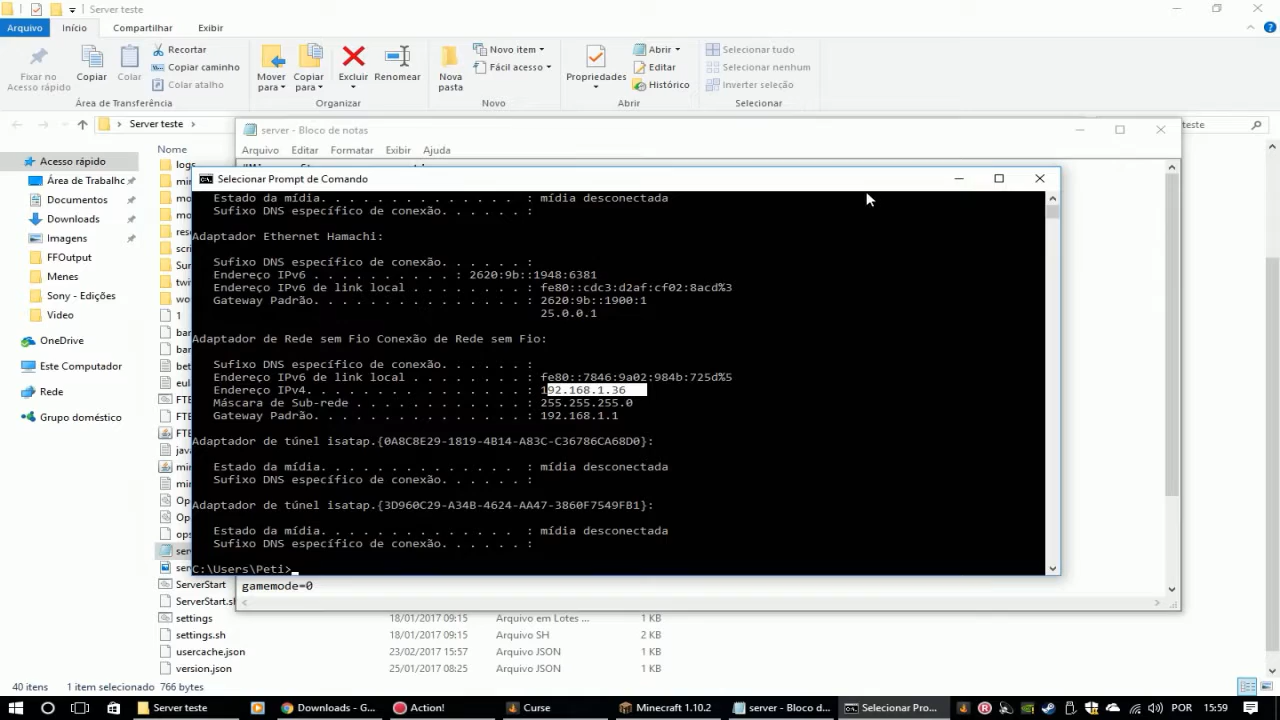 Server teste
Arquivo Início Compartilhar Exibir
Fixar no Acesso rápido
Copiar
Colar
Recortar
Copiar caminho
Colar atalho
Mover para
Copiar para
Excluir
Renomear
Nova pasta
Novo item
Fácil acesso
Propriedades
Abrir
Editar
Histórico
Selecionar tudo
Selecionar nenhum
Inverter seleção
Área de Transferência Organizar Novo Abrir Selecionar
Server teste
teste
server - Bloco de notas
Arquivo Editar Formatar Exibir Ajuda
Acesso rápido
Área de Trabalho
Documentos
Downloads
Imagens
FFOutput
Menes
Sony - Edições
Video
OneDrive
Este Computador
Rede
Grupo doméstico
Nome
logs
1
Selecionar Prompt de Comando
Estado da mídia. . . . . . . . . . . . . . : mídia desconectada
Sufixo DNS específico de conexão. . . . . . :
Adaptador Ethernet Hamachi:
Sufixo DNS específico de conexão. . . . . . :
Endereço IPv6 . . . . . . . . . . : 2620:9b::1948:6381
Endereço IPv6 de link local . . . . . . . . : fe80::cdc3:d2af:cf02:8acd%3
Gateway Padrão. . . . . . . . . . . . . . . : 2620:9b::1900:1
25.0.0.1
Adaptador de Rede sem Fio Conexão de Rede sem Fio:
Sufixo DNS específico de conexão. . . . . . :
Endereço IPv6 de link local . . . . . . . . : fe80::7846:9a02:984b:725d%5
Endereço IPv4. . . . . . . . . . . . . . . : 192.168.1.36
Máscara de Sub-rede . . . . . . . . . . . . : 255.255.255.0
Gateway Padrão. . . . . . . . . . . . . . . : 192.168.1.1
Adaptador de túnel isatap.{0A8C8E29-1819-4B14-A83C-C36786CA68D0}:
Estado da mídia. . . . . . . . . . . . . . : mídia desconectada
Sufixo DNS específico de conexão. . . . . . :
Adaptador de túnel isatap.{3D960C29-A34B-4624-AA47-3860F7549FB1}:
Estado da mídia. . . . . . . . . . . . . . : mídia desconectada
Sufixo DNS específico de conexão. . . . . . :
C:\Users\Peti>
gamemode=0
ServerStart
ServerStart.sh
settings 18/01/2017 09:15 Arquivo em Lotes ... 1 KB
settings.sh 18/01/2017 09:15 Arquivo SH 2 KB
usercache.json 23/02/2017 15:57 Arquivo JSON 1 KB
version.json 25/01/2017 08:25 Arquivo JSON 1 KB
40 itens 1 item selecionado 766 bytes
Server teste
Downloads - G...
Action!
Curse
Minecraft 1.10.2
server - Bloco d...
Selecionar Pro...
POR 15:59